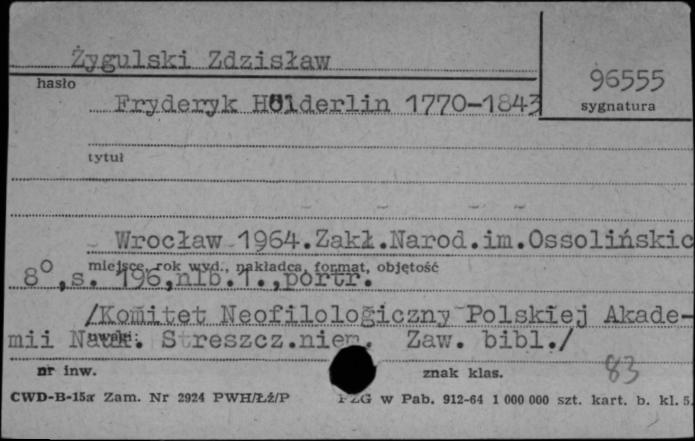 Żygulski Zdzisław
hasło
96555
sygnatura
Fryderyk Hölderlin 1770-1843
tytuł
Wrocław 1964.Zakł.Narod.im.Ossolińskic
miejsce, rok wyd., nakładca, format, objętość
8°,s. 196,nlb.1.,portr.
/Komitet Neofilologiczny Polskiej Akade-
uwagi:
mii Nauk. Streszcz.niem. Zaw. bibl./
nr inw.
znak klas.
83
CWD-B-15a Zam. Nr 2924 PWH/Łż/P PZG w Pab. 912-64 1 000 000 szt. kart. b. kl. 5.